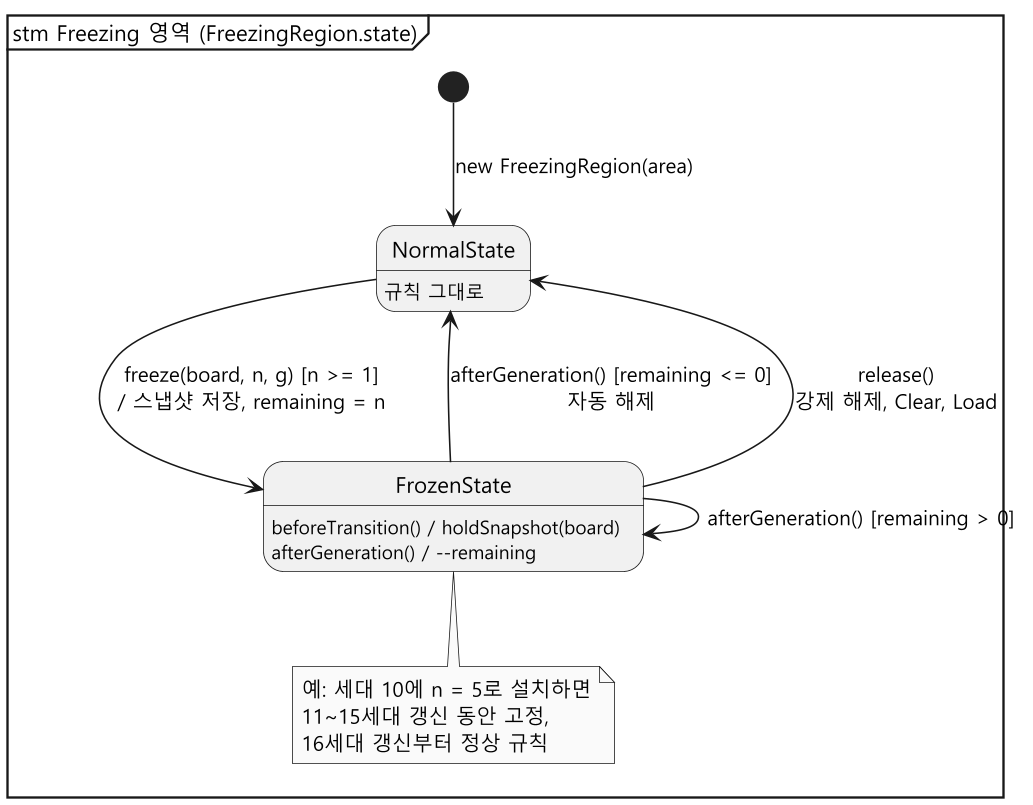 stm Freezing 영역 (FreezingRegion.state)
new FreezingRegion(area)
NormalState
규칙 그대로
freeze(board, n, g) [n >= 1]
/ 스냅샷 저장, remaining = n
afterGeneration() [remaining <= 0]
자동 해제
release()
강제 해제, Clear, Load
FrozenState
beforeTransition() / holdSnapshot(board)
afterGeneration() / --remaining
afterGeneration() [remaining > 0]
예: 세대 10에 n = 5로 설치하면
11~15세대 갱신 동안 고정,
16세대 갱신부터 정상 규칙